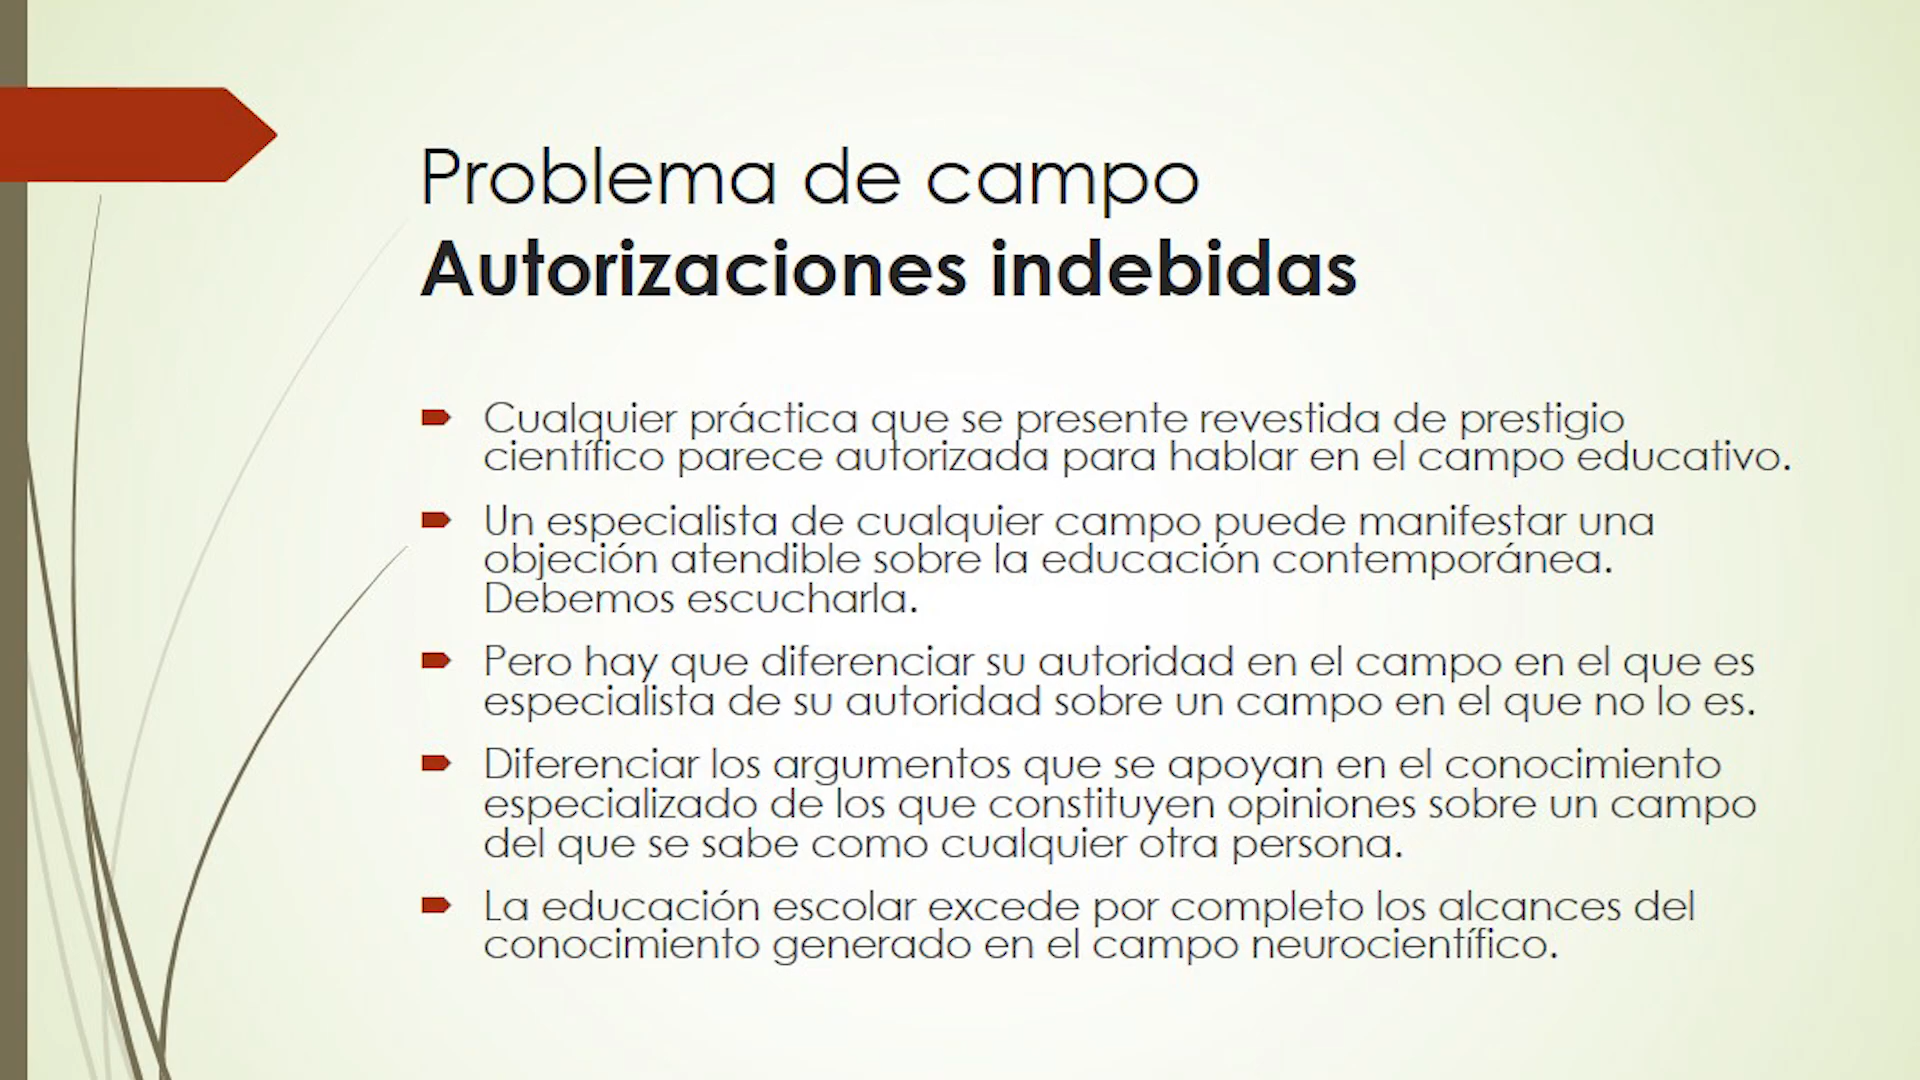 Problema de campo
Autorizaciones indebidas
Cualquier práctica que se presente revestida de prestigio
científico parece autorizada para hablar en el campo educativo.
Un especialista de cualquier campo puede manifestar una
objeción atendible sobre la educación contemporánea.
Debemos escucharla.
Pero hay que diferenciar su autoridad en el campo en el que es
especialista de su autoridad sobre un campo en el que no lo es.
Diferenciar los argumentos que se apoyan en el conocimiento
especializado de los que constituyen opiniones sobre un campo
del que se sabe como cualquier otra persona.
La educación escolar excede por completo los alcances del
conocimiento generado en el campo neurocientífico.